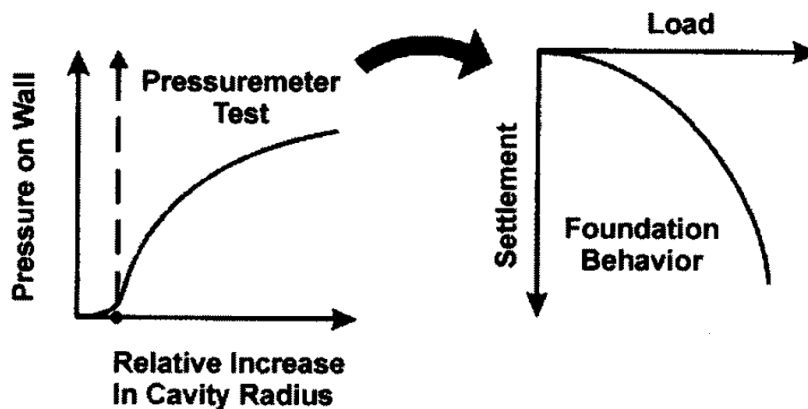 Pressure on Wall
Pressuremeter
Test
Relative Increase
In Cavity Radius
Load
Settlement
Foundation
Behavior